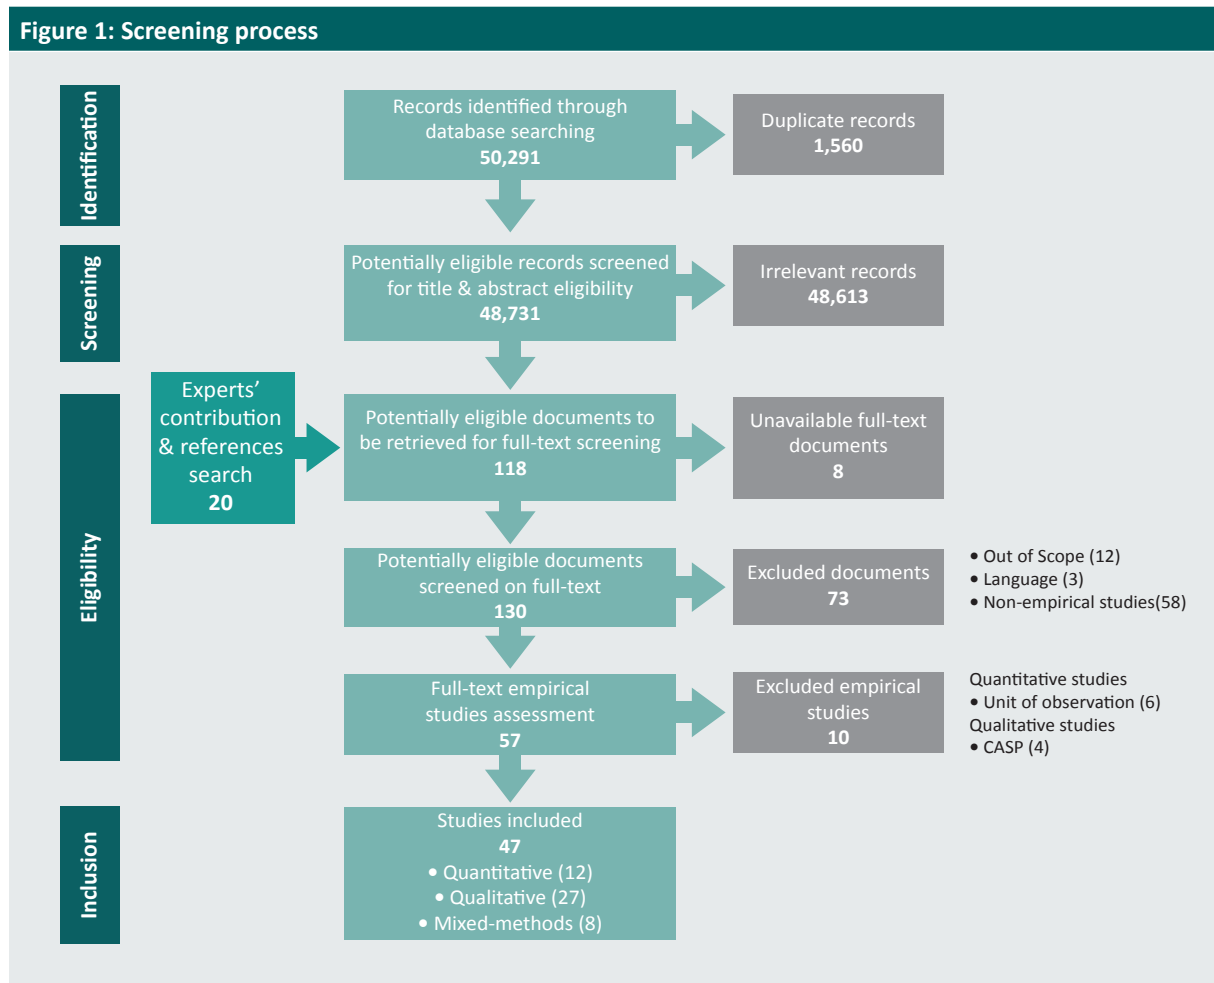 Figure 1: Screening process
Identification
Records identified through
database searching
50,291
Duplicate records
1,560
Screening
Potentially eligible records screened
for title & abstract eligibility
48,731
Irrelevant records
48,613
Eligibility
Experts’
contribution
& references
search
20
Potentially eligible documents to
be retrieved for full-text screening
118
Unavailable full-text
documents
8
Potentially eligible documents
screened on full-text
130
Excluded documents
73
• Out of Scope (12)
• Language (3)
• Non-empirical studies(58)
Full-text empirical
studies assessment
57
Excluded empirical
studies
10
Quantitative studies
• Unit of observation (6)
Qualitative studies
• CASP (4)
Inclusion
Studies included
47
• Quantitative (12)
• Qualitative (27)
• Mixed-methods (8)